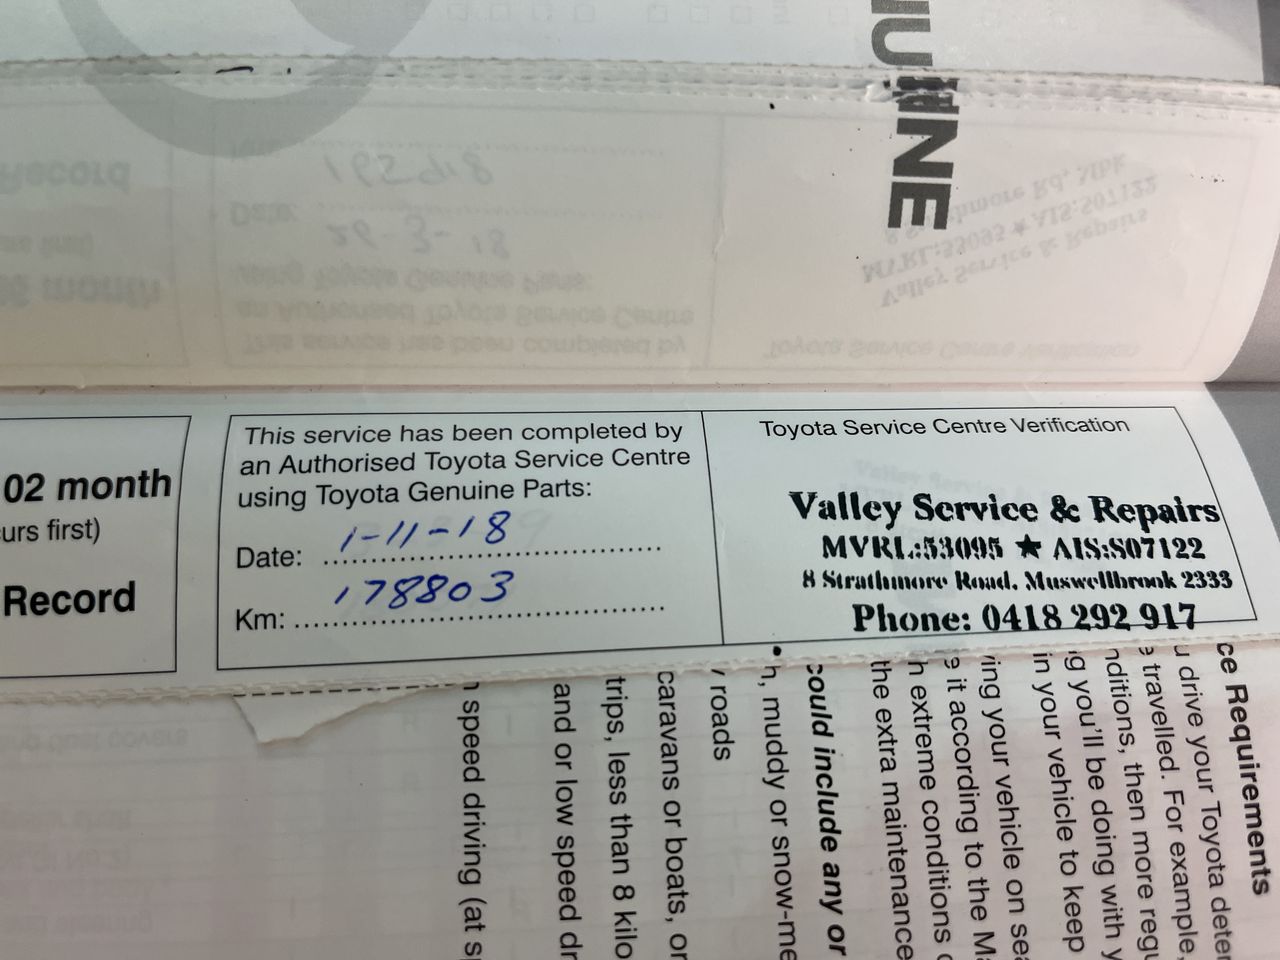 UINE
This service has been completed by
an Authorised Toyota Service Centre
using Toyota Genuine Parts:
Date: 1-11-18
Km: 178803
Toyota Service Centre Verification
Valley Service & Repairs
MVRL:53095 ★ AIS:S07122
8 Strathmore Road. Muswellbrook 2333
Phone: 0418 292 917
02 month
urs first)
Record
ce Requirements
u drive your Toyota deter
e travelled. For example,
nditions, then more regu
g you'll be doing with y
in your vehicle to keep
ving your vehicle on sea
e it according to the Ma
h extreme conditions o
the extra maintenance
could include any or
h, muddy or snow-me
roads
caravans or boats, or
trips, less than 8 kilo
and or low speed dr
speed driving (at sp